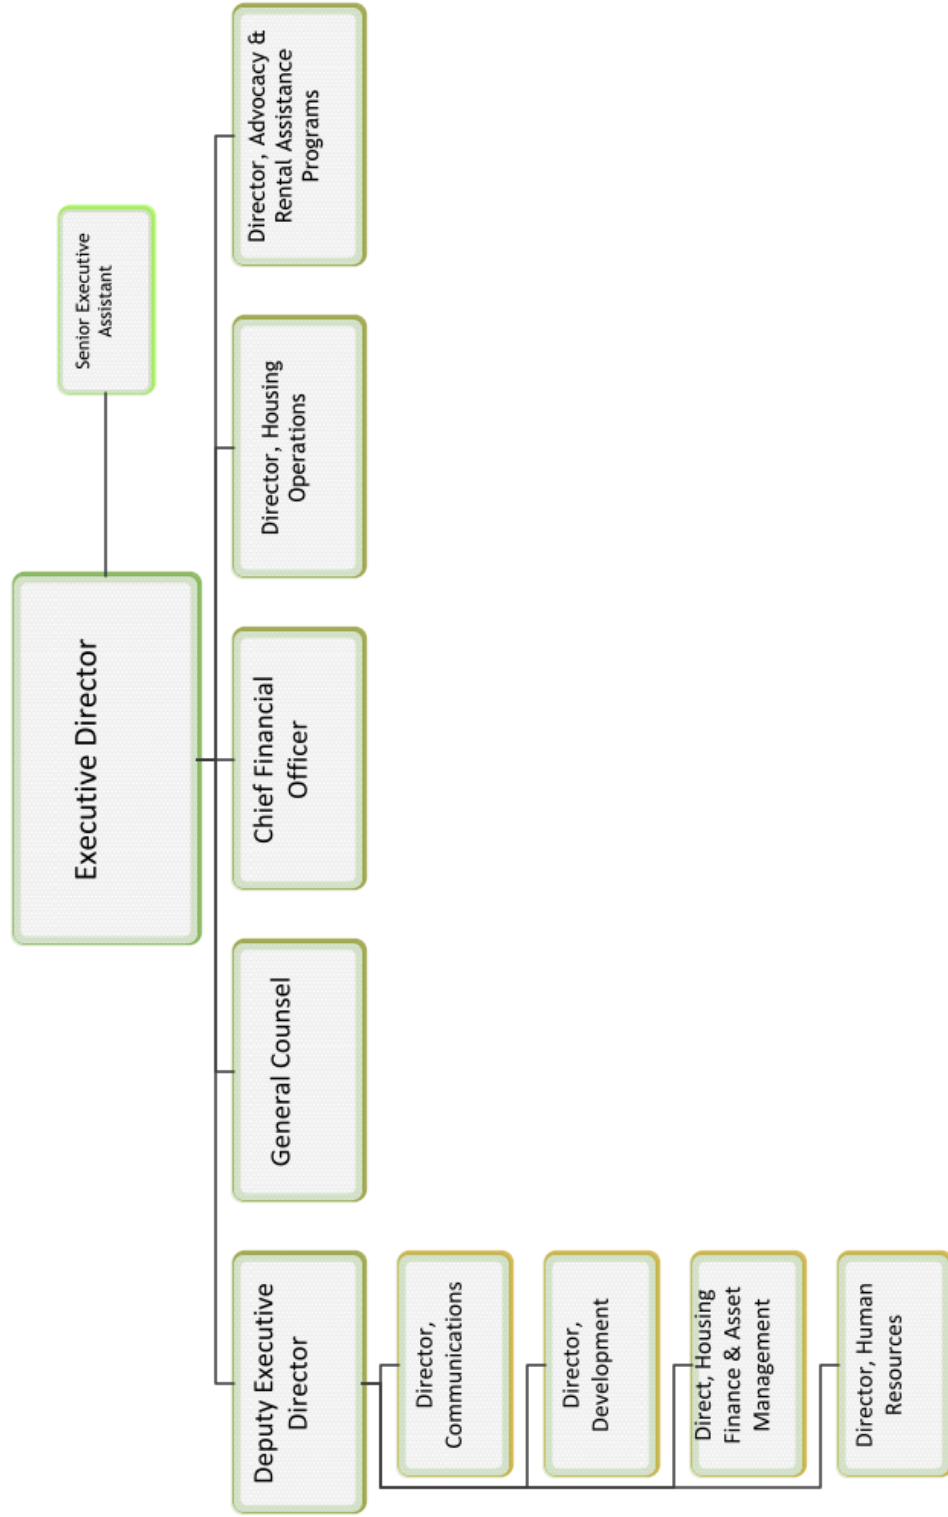 Executive Director
Senior Executive
Assistant
Deputy Executive
Director
General Counsel
Chief Financial
Officer
Director, Housing
Operations
Director, Advocacy &
Rental Assistance
Programs
Director,
Communications
Director,
Development
Direct, Housing
Finance & Asset
Management
Director, Human
Resources